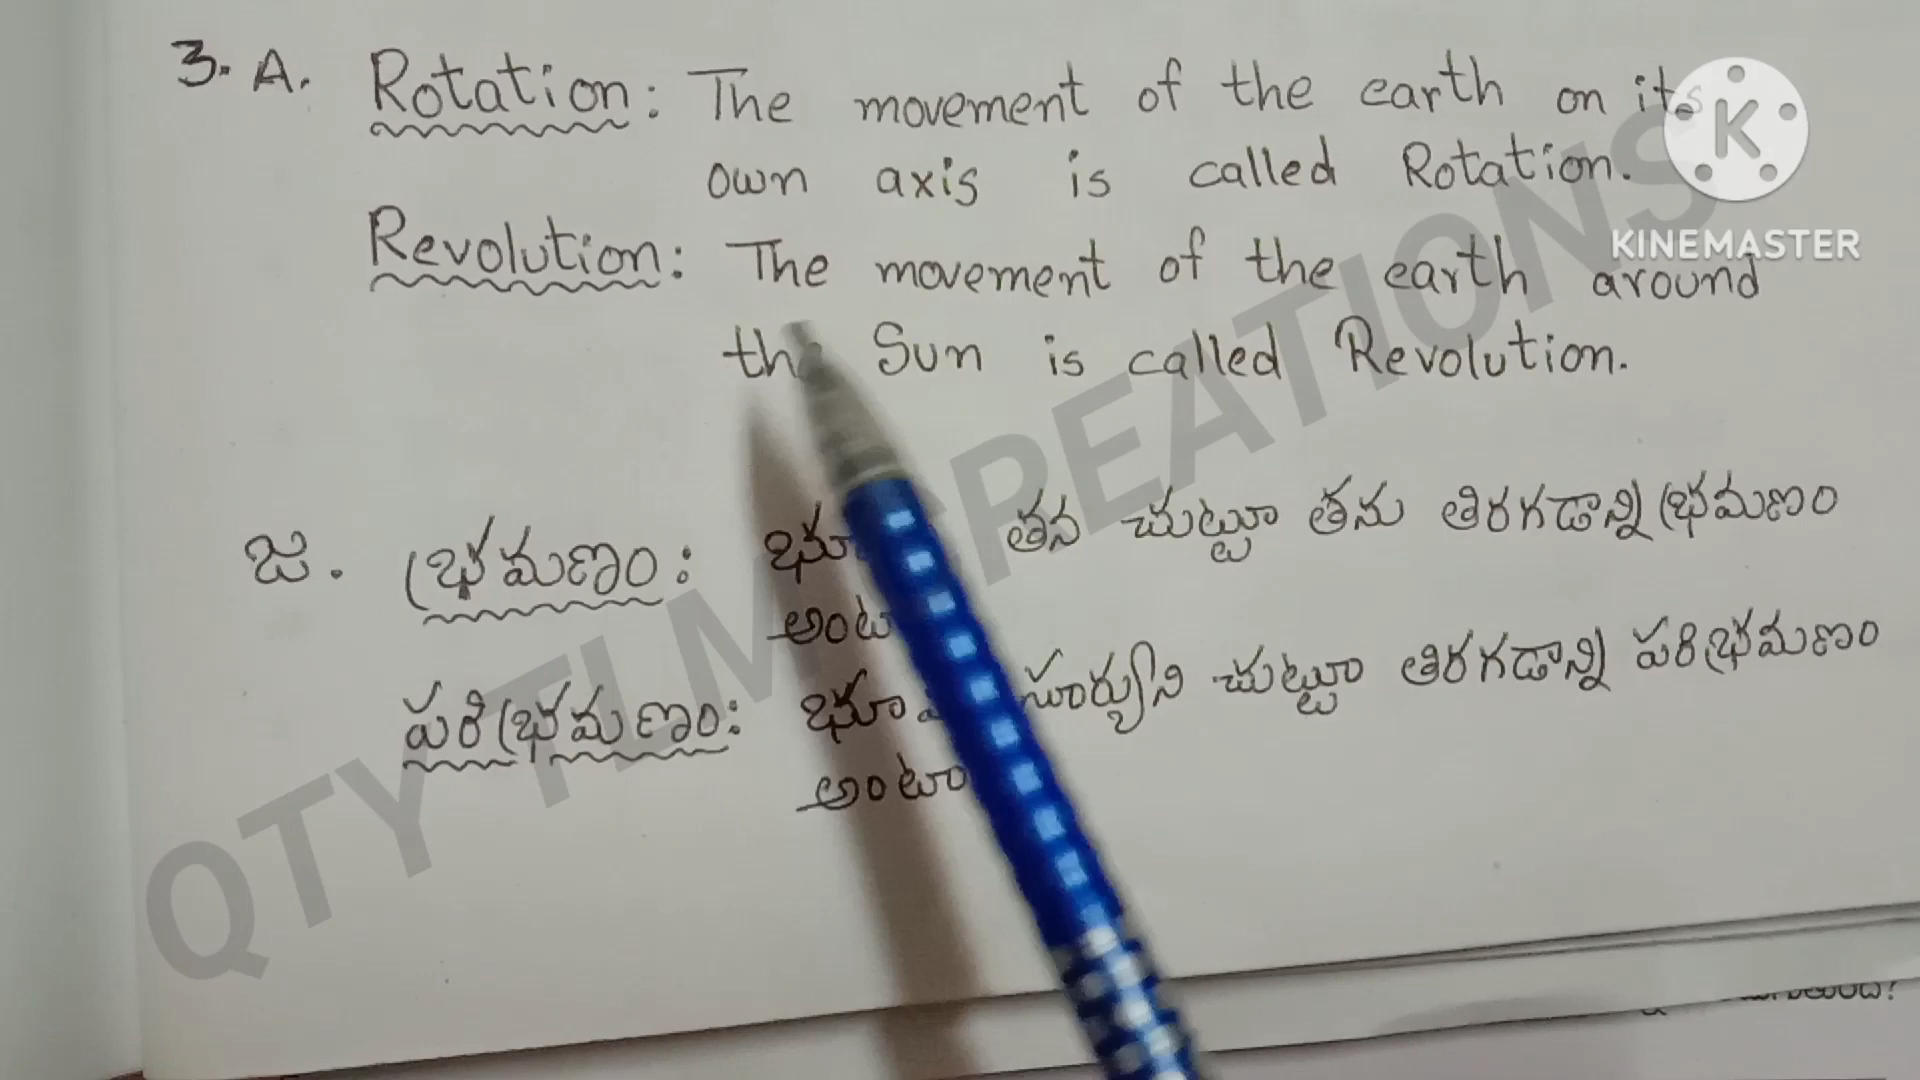 3. A. Rotation: The movement of the earth on its
own axis is called Rotation.
Revolution: The movement of the earth around
the Sun is called Revolution.
జ. భ్రమణం: తన చుట్టూ తను తిరగడాన్ని భ్రమణం
పరిభ్రమణం: సూర్యుని చుట్టూ తిరగడాన్ని పరిభ్రమణం
K
KINEMASTER
QTY TLM CREATIONS